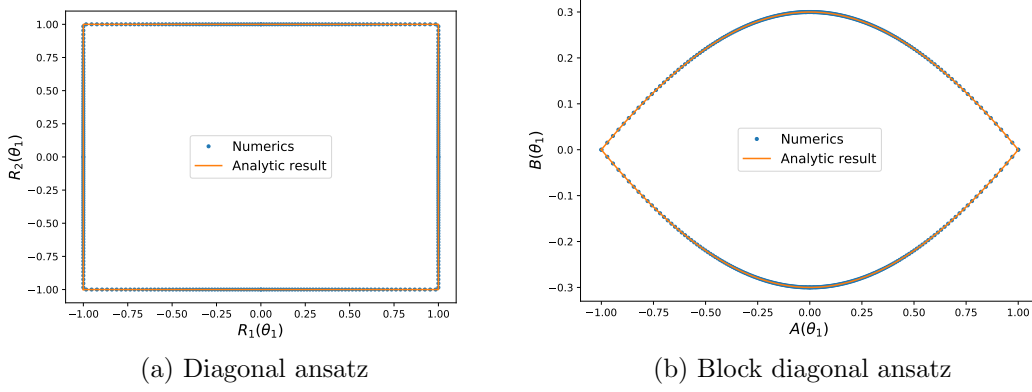 1.00
0.75
0.50
0.25
0.00
−0.25
−0.50
−0.75
−1.00
R₂(θ₁)
Numerics
Analytic result
−1.00 −0.75 −0.50 −0.25 0.00 0.25 0.50 0.75 1.00
R₁(θ₁)
(a) Diagonal ansatz
0.3
0.2
0.1
0.0
−0.1
−0.2
−0.3
B(θ₁)
Numerics
Analytic result
−1.00 −0.75 −0.50 −0.25 0.00 0.25 0.50 0.75 1.00
A(θ₁)
(b) Block diagonal ansatz